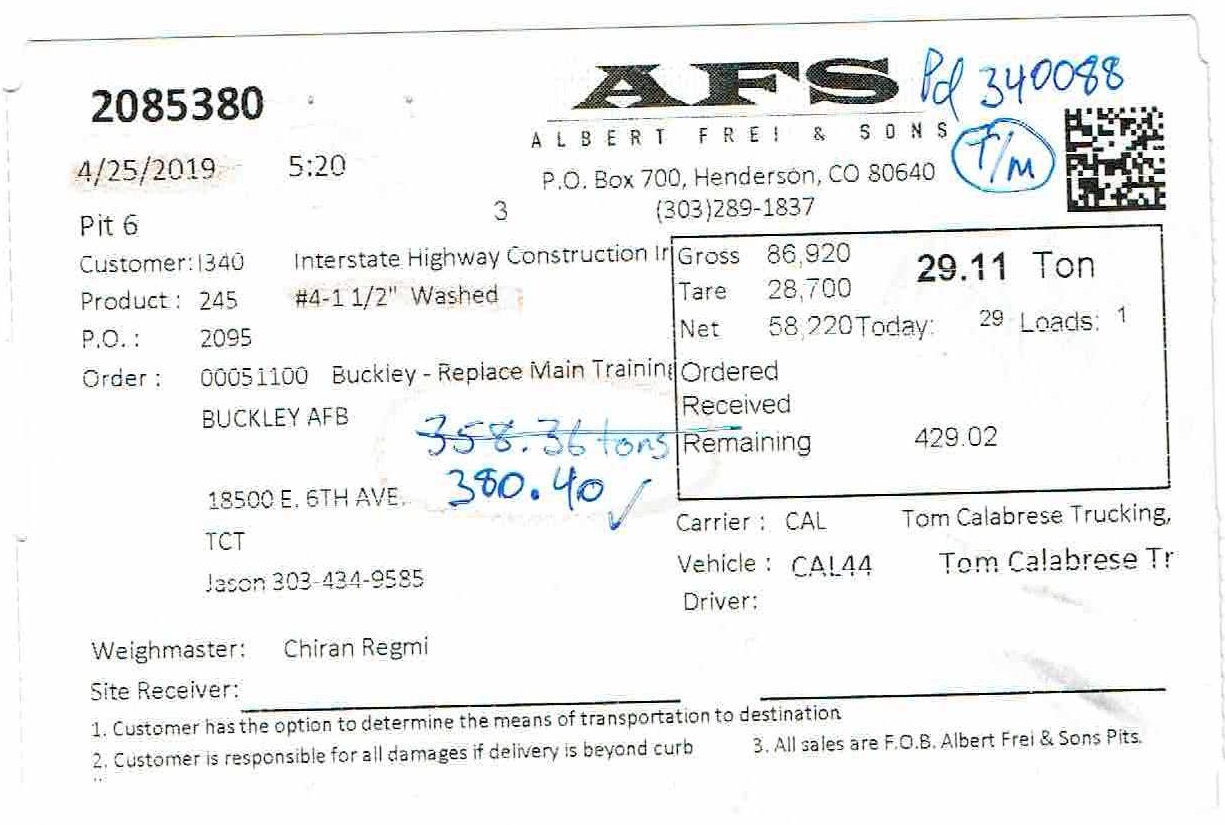 2085380
AFS
Pd 340088
ALBERT FREI & SONS
T/M
4/25/2019 5:20
P.O. Box 700, Henderson, CO 80640
(303)289-1837
Pit 6 3
Customer: I340 Interstate Highway Construction Ir
Product: 245 #4-1 1/2" Washed
P.O.: 2095
Order: 00051100 Buckley - Replace Main Training
BUCKLEY AFB
358.36 tons
380.40 ✓
18500 E. 6TH AVE.
TCT
Jason 303-434-9585
Gross 86,920 29.11 Ton
Tare 28,700
Net 58,220 Today: 29 Loads: 1
Ordered
Received
Remaining 429.02
Carrier: CAL Tom Calabrese Trucking,
Vehicle: CAL44 Tom Calabrese Tr
Driver:
Weighmaster: Chiran Regmi
Site Receiver:
1. Customer has the option to determine the means of transportation to destination
2. Customer is responsible for all damages if delivery is beyond curb 3. All sales are F.O.B. Albert Frei & Sons Pits.